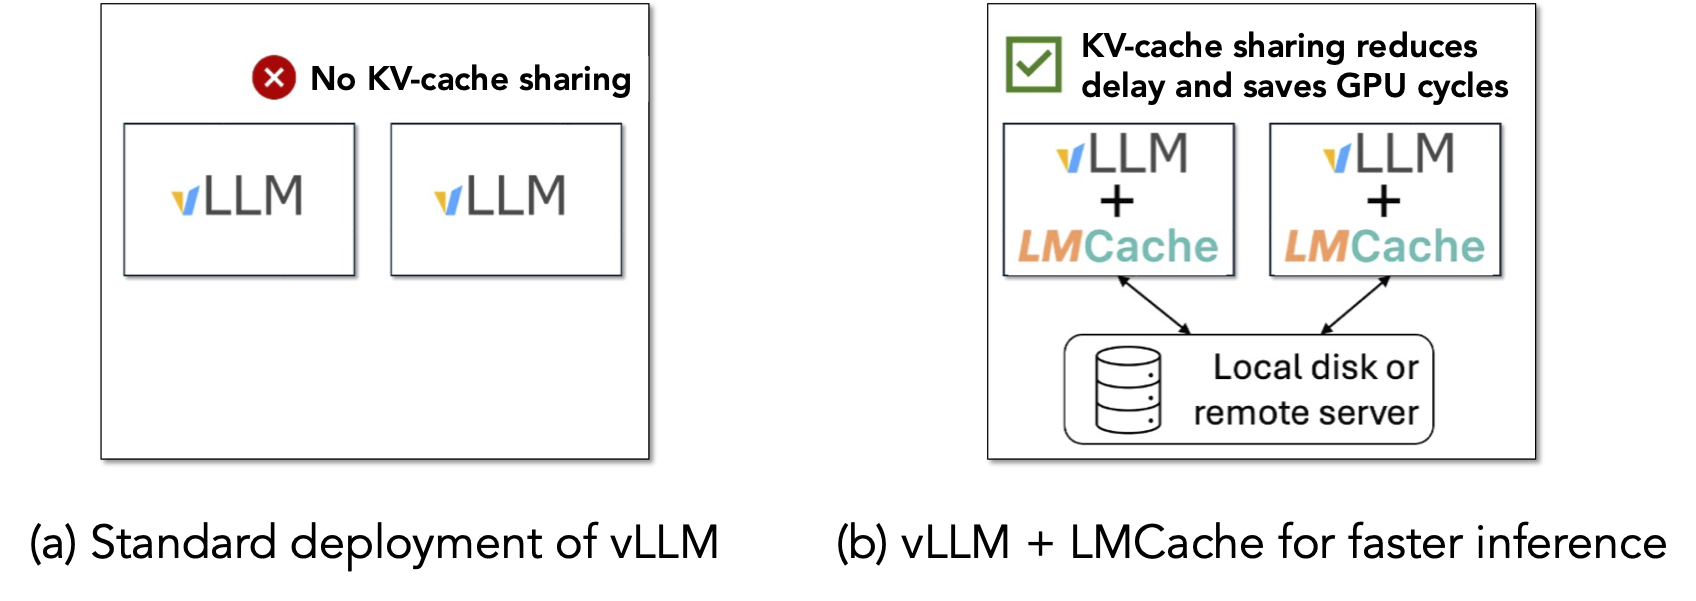 No KV-cache sharing
vLLM
vLLM
(a) Standard deployment of vLLM
KV-cache sharing reduces
delay and saves GPU cycles
vLLM
+
LMCache
vLLM
+
LMCache
Local disk or
remote server
(b) vLLM + LMCache for faster inference